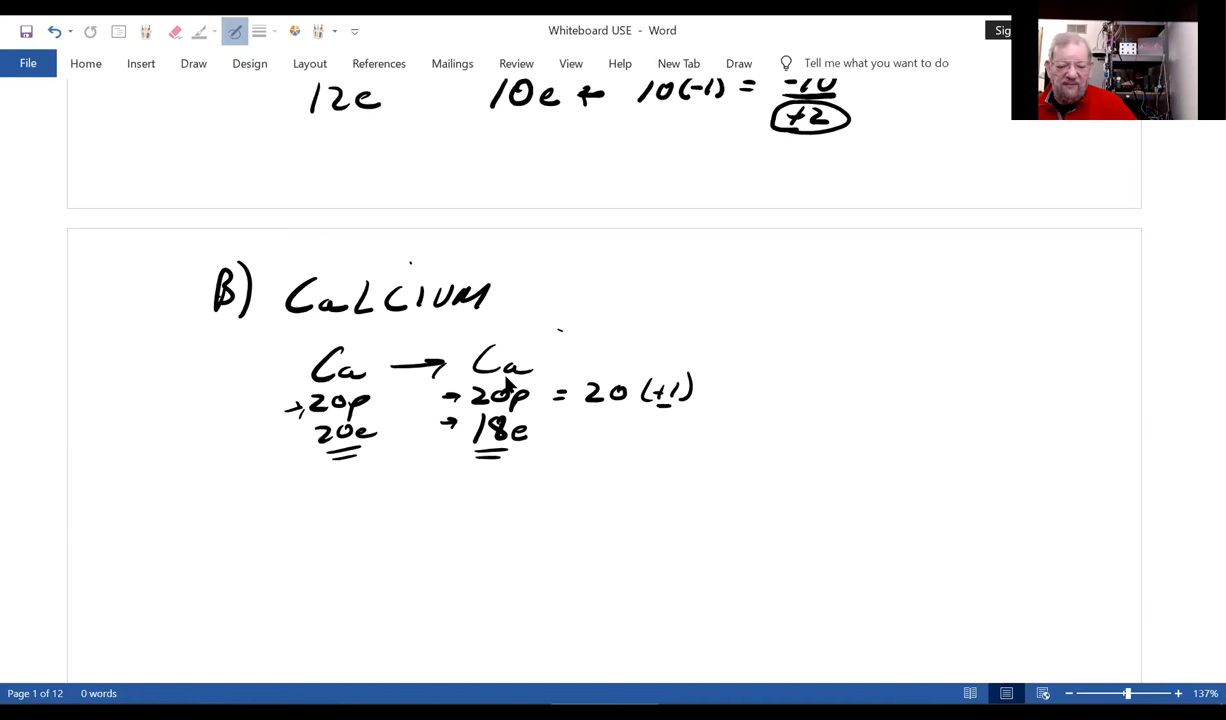 Whiteboard USE - Word
File Home Insert Draw Design Layout References Mailings Review View Help New Tab Draw Tell me what you want to do
Sig
12e 10e ← 10(-1) = -10
+2
B) CaLCiUM
Ca → Ca
→ 20p → 20p = 20 (+1)
20e → 18e
Page 1 of 12 0 words 137%